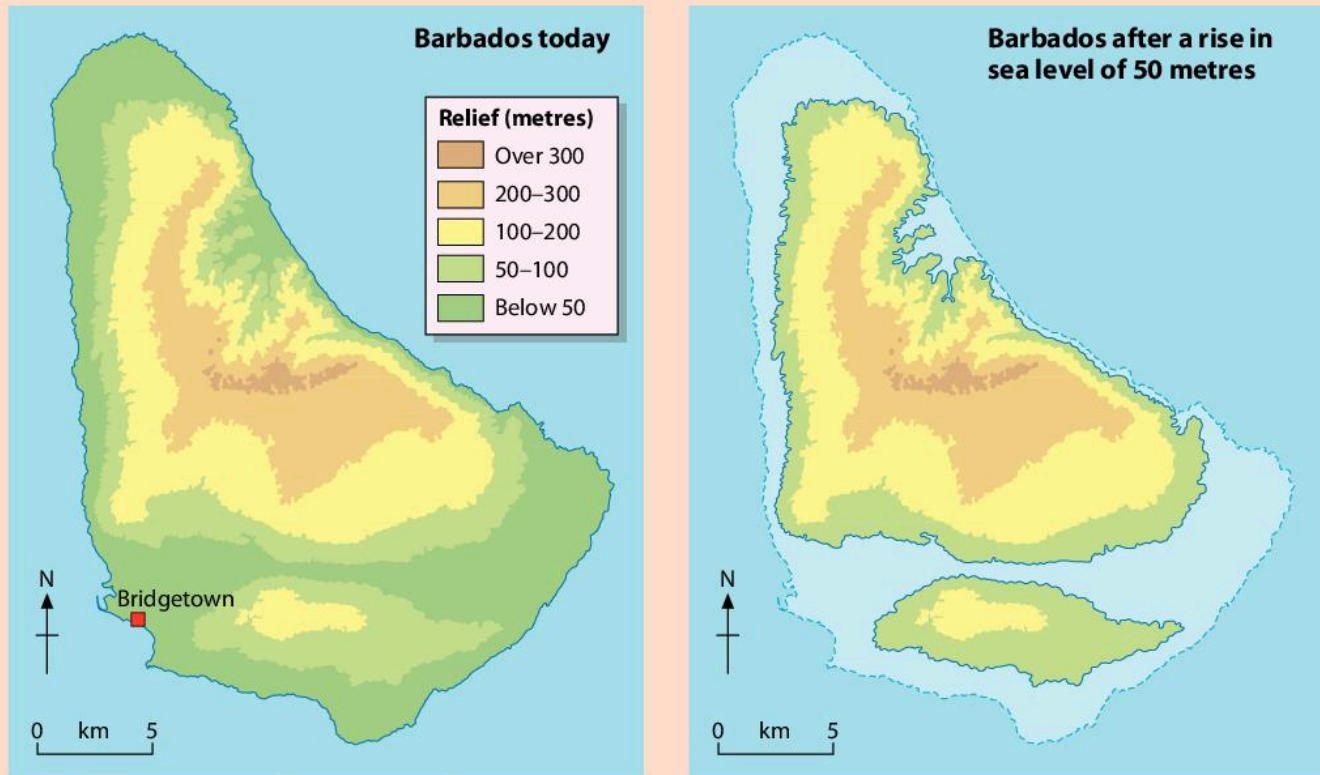 Barbados today
Relief (metres)
Over 300
200–300
100–200
50–100
Below 50
N
Bridgetown
0 km 5
Barbados after a rise in
sea level of 50 metres
N
0 km 5